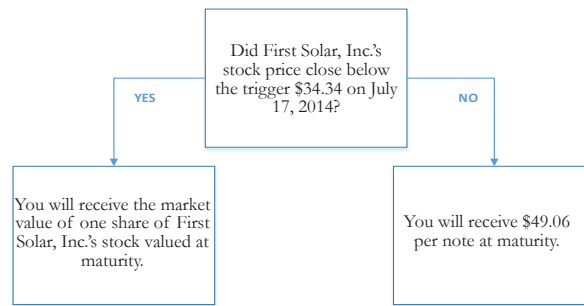 Did First Solar, Inc.'s
stock price close below
the trigger $34.34 on July
17, 2014?
YES
NO
You will receive the market
value of one share of First
Solar, Inc.'s stock valued at
maturity.
You will receive $49.06
per note at maturity.